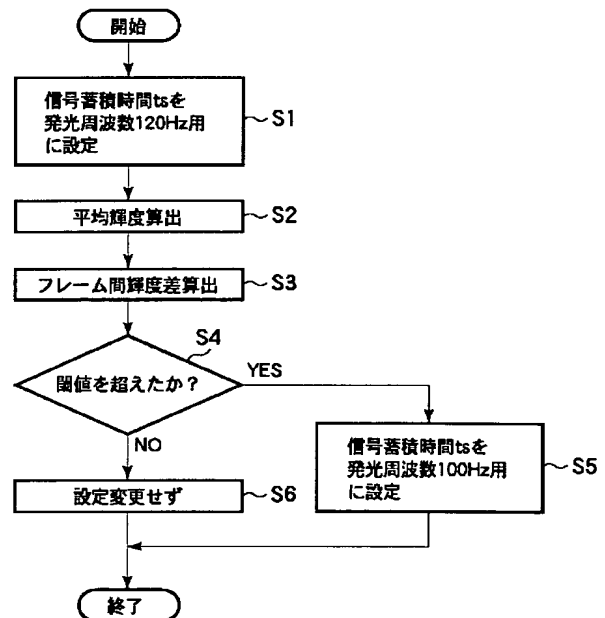 開始
信号蓄積時間tsを
発光周波数120Hz用
に設定
S1
平均輝度算出
S2
フレーム間輝度差算出
S3
S4
閾値を超えたか？
YES
NO
信号蓄積時間tsを
発光周波数100Hz用
に設定
S5
設定変更せず
S6
終了